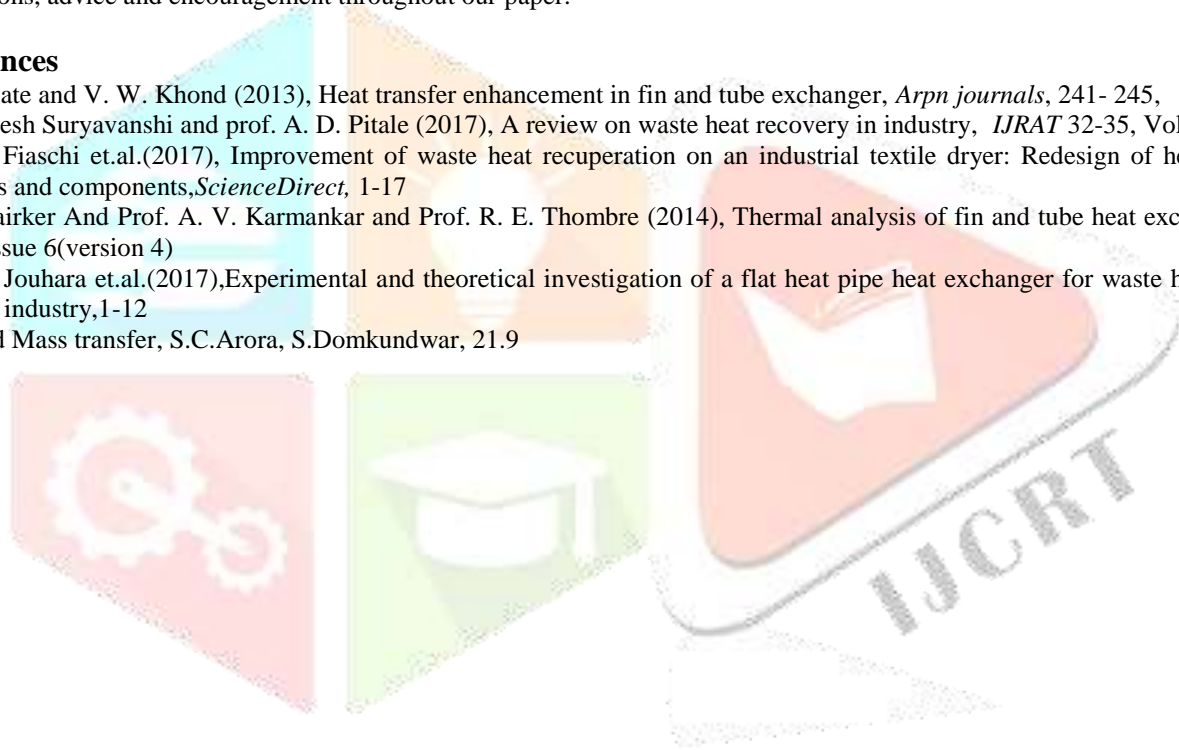 ons, advice and encouragement throughout our paper.
nces
ate and V. W. Khond (2013), Heat transfer enhancement in fin and tube exchanger, Arpn journals, 241- 245,
esh Suryavanshi and prof. A. D. Pitale (2017), A review on waste heat recovery in industry, IJRAT 32-35, Vol
Fiaschi et.al.(2017), Improvement of waste heat recuperation on an industrial textile dryer: Redesign of he
s and components,ScienceDirect, 1-17
airker And Prof. A. V. Karmankar and Prof. R. E. Thombre (2014), Thermal analysis of fin and tube heat exc
ssue 6(version 4)
Jouhara et.al.(2017),Experimental and theoretical investigation of a flat heat pipe heat exchanger for waste h
industry,1-12
d Mass transfer, S.C.Arora, S.Domkundwar, 21.9
IJCRT